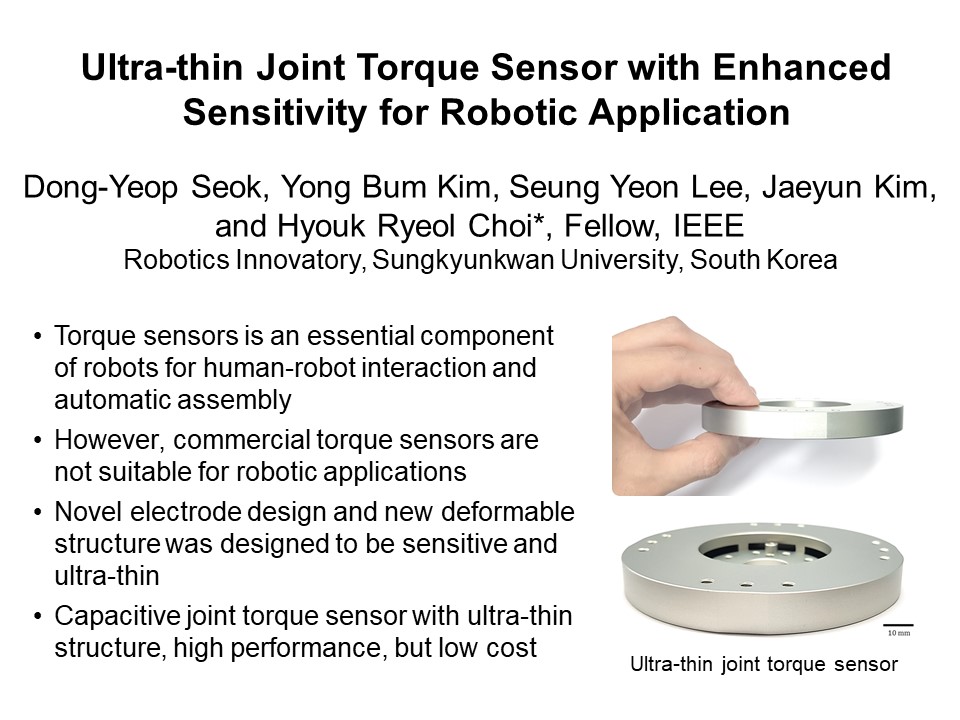 Ultra-thin Joint Torque Sensor with Enhanced
Sensitivity for Robotic Application
Dong-Yeop Seok, Yong Bum Kim, Seung Yeon Lee, Jaeyun Kim,
and Hyouk Ryeol Choi*, Fellow, IEEE
Robotics Innovatory, Sungkyunkwan University, South Korea
• Torque sensors is an essential component
of robots for human-robot interaction and
automatic assembly
• However, commercial torque sensors are
not suitable for robotic applications
• Novel electrode design and new deformable
structure was designed to be sensitive and
ultra-thin
• Capacitive joint torque sensor with ultra-thin
structure, high performance, but low cost
10 mm
Ultra-thin joint torque sensor